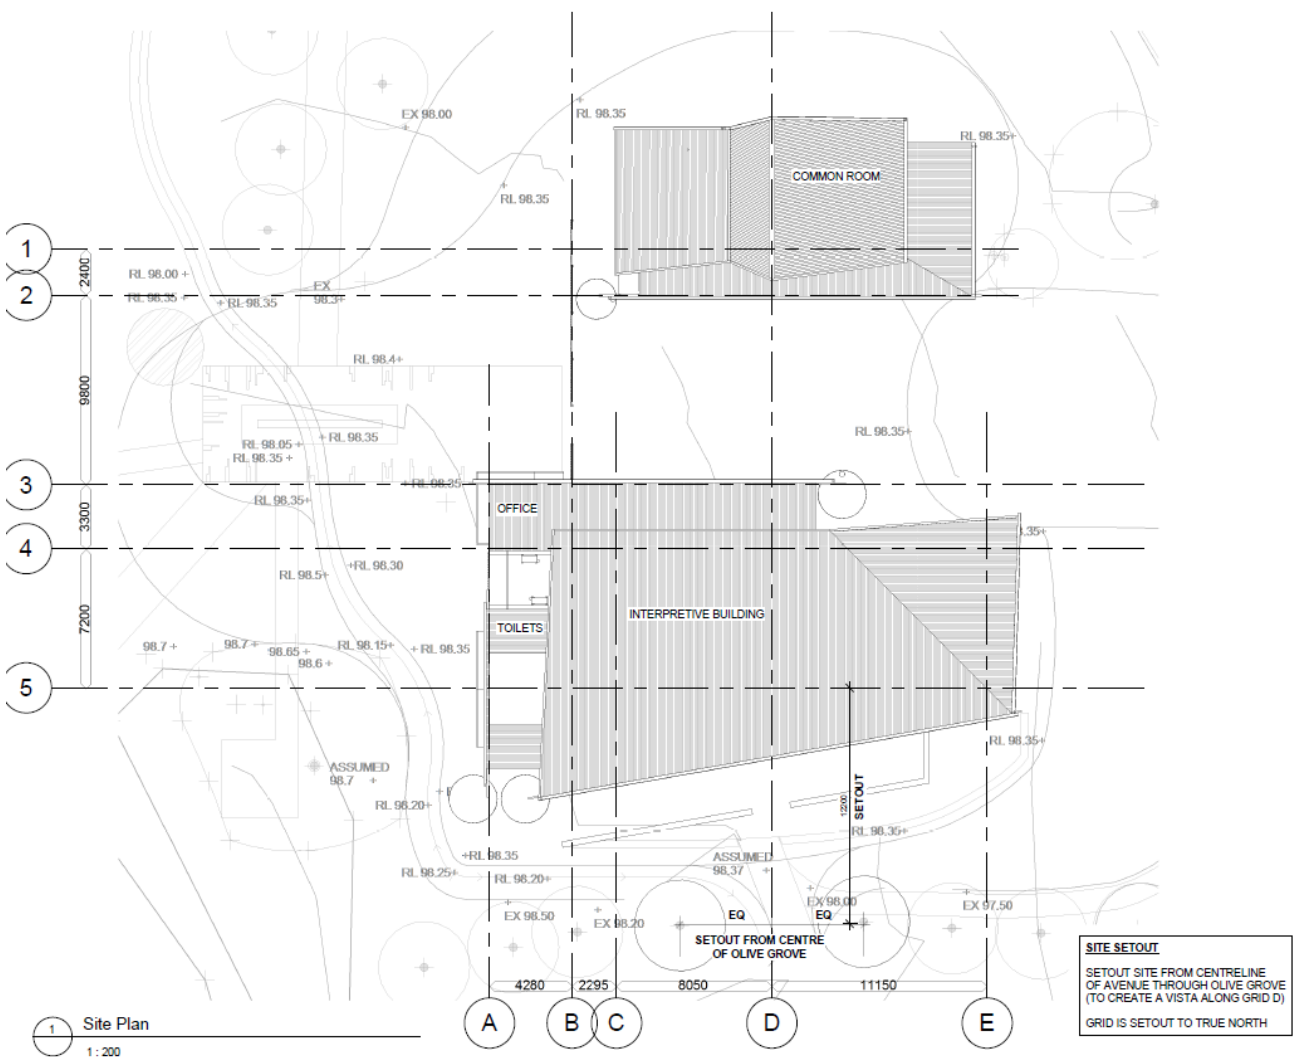 EX 98.00
RL 98.35
RL 98.35+
COMMON ROOM
RL 98.35
1
2400
RL 98.00 +
2
RL 98.35 +
+ RL 98.35
EX
98.3+
RL 98.4+
9800
RL 98.35+
+ RL 98.35
RL 98.05 +
RL 98.35 +
3
+RL 98.35
RL 98.35+
OFFICE
3300
4
+RL 98.30
RL 98.5+
7200
INTERPRETIVE BUILDING
TOILETS
98.7 +
98.7 +
98.65+
98.6 +
RL 98.15+
+ RL 98.35
5
RL 98.35+
ASSUMED
98.7 +
RL 98.20+
12200
SETOUT
RL 98.35+
+RL 98.35
RL 98.25+
RL 98.20+
ASSUMED
98.37 +
EX 98.50
EX 98.20
EX 98.00
EX 97.50
EQ
EQ
SETOUT FROM CENTRE
OF OLIVE GROVE
4280
2295
8050
11150
A
B
C
D
E
SITE SETOUT
SETOUT SITE FROM CENTRELINE
OF AVENUE THROUGH OLIVE GROVE
(TO CREATE A VISTA ALONG GRID D)
GRID IS SETOUT TO TRUE NORTH
1
Site Plan
1 : 200